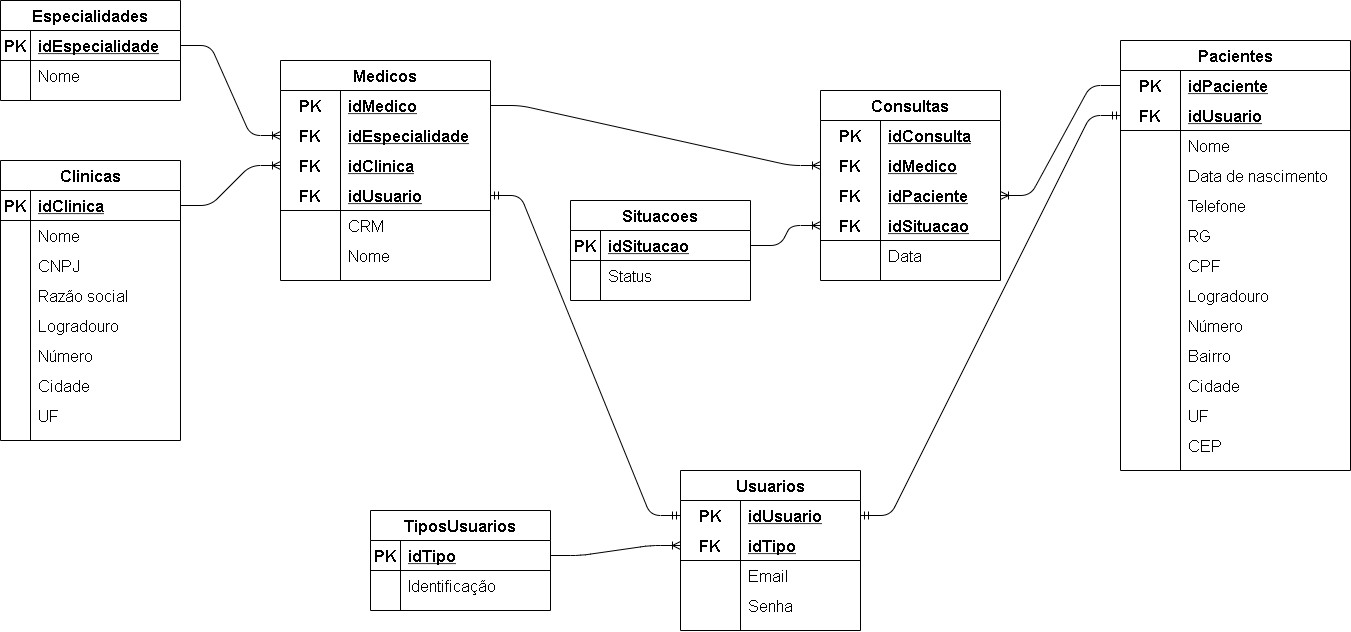 Especialidades
PK idEspecialidade
Nome
Clinicas
PK idClinica
Nome
CNPJ
Razão social
Logradouro
Número
Cidade
UF
Medicos
PK idMedico
FK idEspecialidade
FK idClinica
FK idUsuario
CRM
Nome
Situacoes
PK idSituacao
Status
Consultas
PK idConsulta
FK idMedico
FK idPaciente
FK idSituacao
Data
Pacientes
PK idPaciente
FK idUsuario
Nome
Data de nascimento
Telefone
RG
CPF
Logradouro
Número
Bairro
Cidade
UF
CEP
TiposUsuarios
PK idTipo
Identificação
Usuarios
PK idUsuario
FK idTipo
Email
Senha